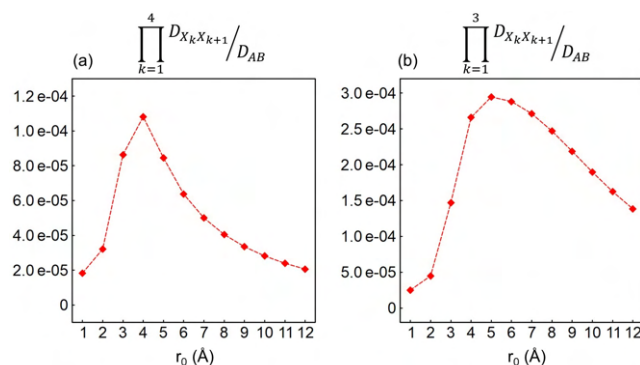 4
∏ D_{X_k X_{k+1}} / D_{AB}
k=1
(a)
1.2 e-04
1.0 e-04
8.0 e-05
6.0 e-05
4.0 e-05
2.0 e-05
0
1 2 3 4 5 6 7 8 9 10 11 12
r₀ (Å)
3
∏ D_{X_k X_{k+1}} / D_{AB}
k=1
(b)
3.0 e-04
2.5 e-04
2.0 e-04
1.5 e-04
1.0 e-04
5.0 e-05
0
1 2 3 4 5 6 7 8 9 10 11 12
r₀ (Å)